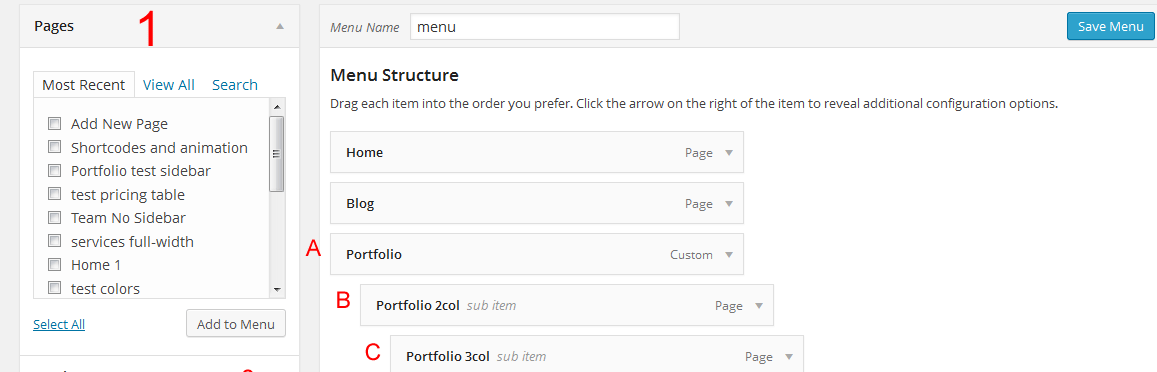 Pages
1
Most Recent View All Search
Add New Page
Shortcodes and animation
Portfolio test sidebar
test pricing table
Team No Sidebar
services full-width
Home 1
test colors
Select All Add to Menu
Menu Name menu Save Menu
Menu Structure
Drag each item into the order you prefer. Click the arrow on the right of the item to reveal additional configuration options.
Home Page
Blog Page
A Portfolio Custom
B Portfolio 2col sub item Page
C Portfolio 3col sub item Page